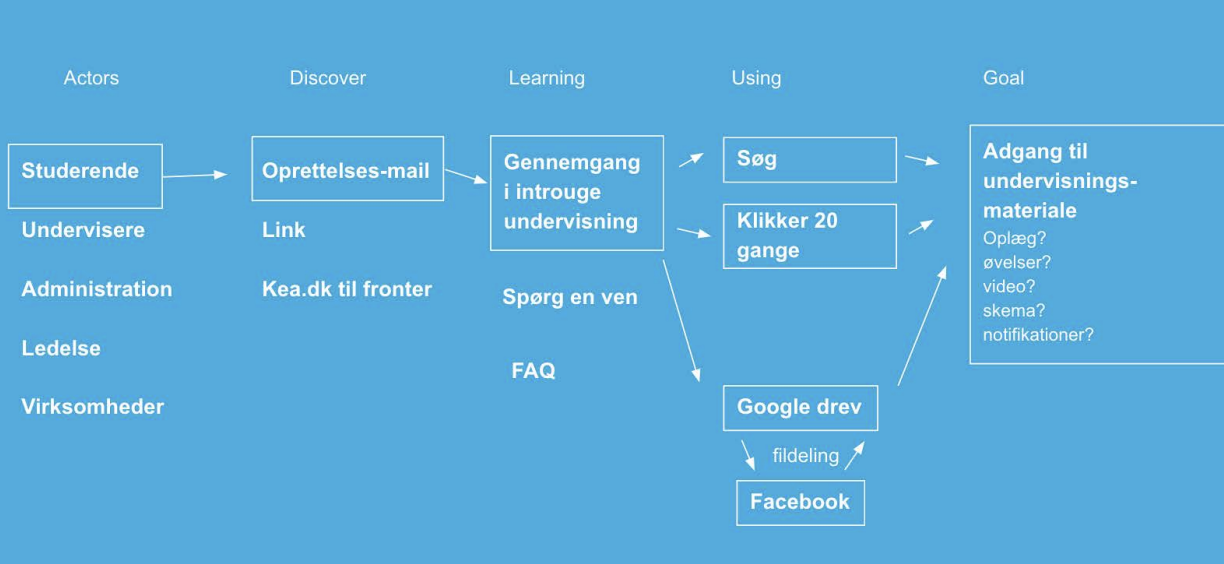 Actors
Discover
Learning
Using
Goal
Studerende
Undervisere
Administration
Ledelse
Virksomheder
Oprettelses-mail
Link
Kea.dk til fronter
Gennemgang
i introuge
undervisning
Spørg en ven
FAQ
Søg
Klikker 20
gange
Google drev
fildeling
Facebook
Adgang til
undervisnings-
materiale
Oplæg?
øvelser?
video?
skema?
notifikationer?